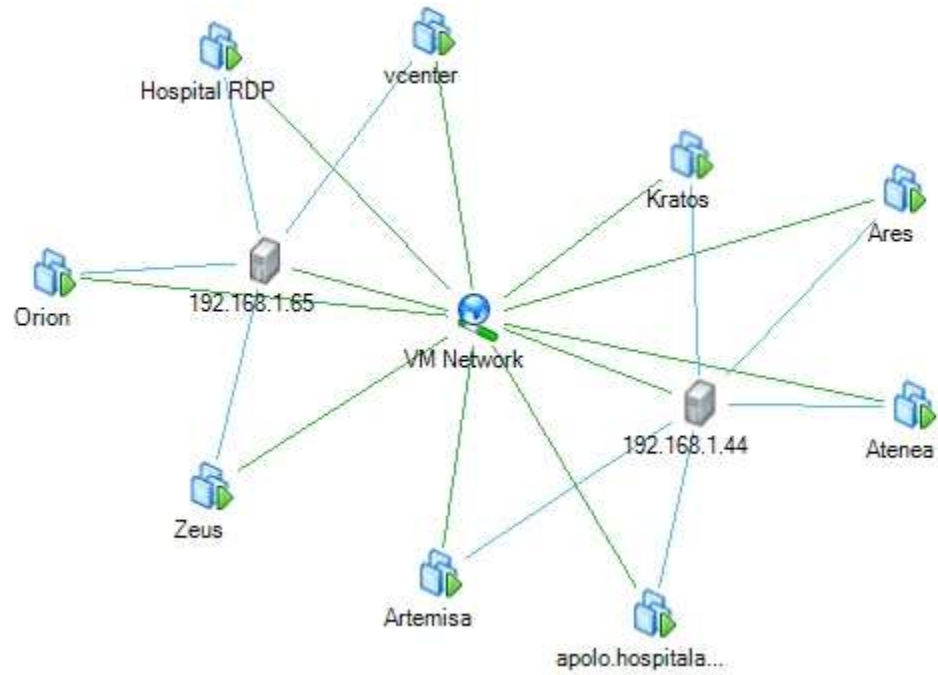 Hospital RDP
vcenter
Kratos
Ares
Orion
192.168.1.65
VM Network
192.168.1.44
Atenea
Zeus
Artemisa
apolo.hospitala...